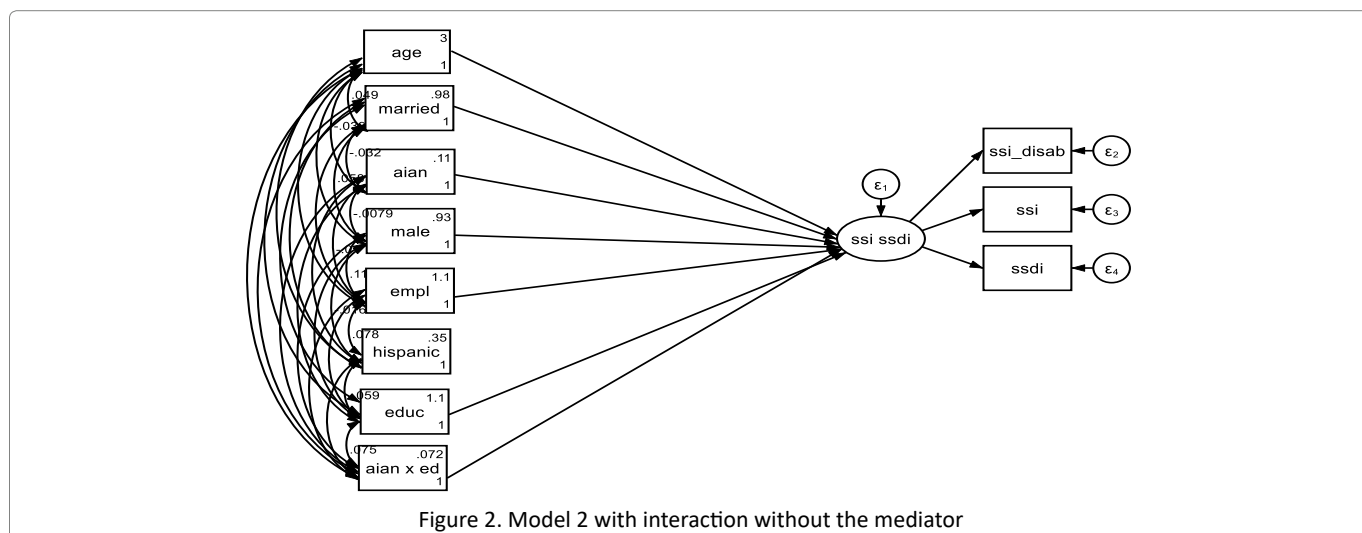 3
age
1
.049 .98
married
1
-.032 .11
aian
1
-.0079 .93
male
1
.11 1.1
empl
1
.078 .35
hispanic
1
.059 1.1
educ
1
.075 .072
aian x ed
1
ε₁
ssi ssdi
ssi_disab ε₂
ssi ε₃
ssdi ε₄
Figure 2. Model 2 with interaction without the mediator